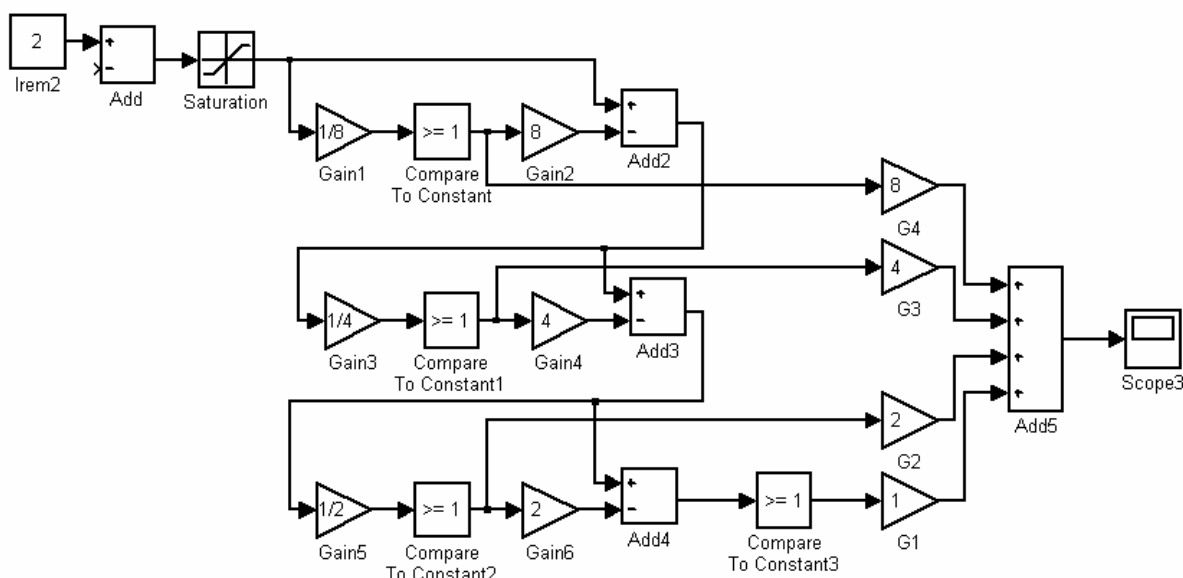 2
+
-
Irem2
Add
Saturation
+
-
Add2
1/8
Gain1
>= 1
Compare
To Constant
8
Gain2
8
G4
4
G3
1/4
Gain3
>= 1
Compare
To Constant1
4
Gain4
+
-
Add3
+
+
+
+
Add5
Scope3
2
G2
1/2
Gain5
>= 1
Compare
To Constant2
2
Gain6
+
-
Add4
>= 1
Compare
To Constant3
1
G1